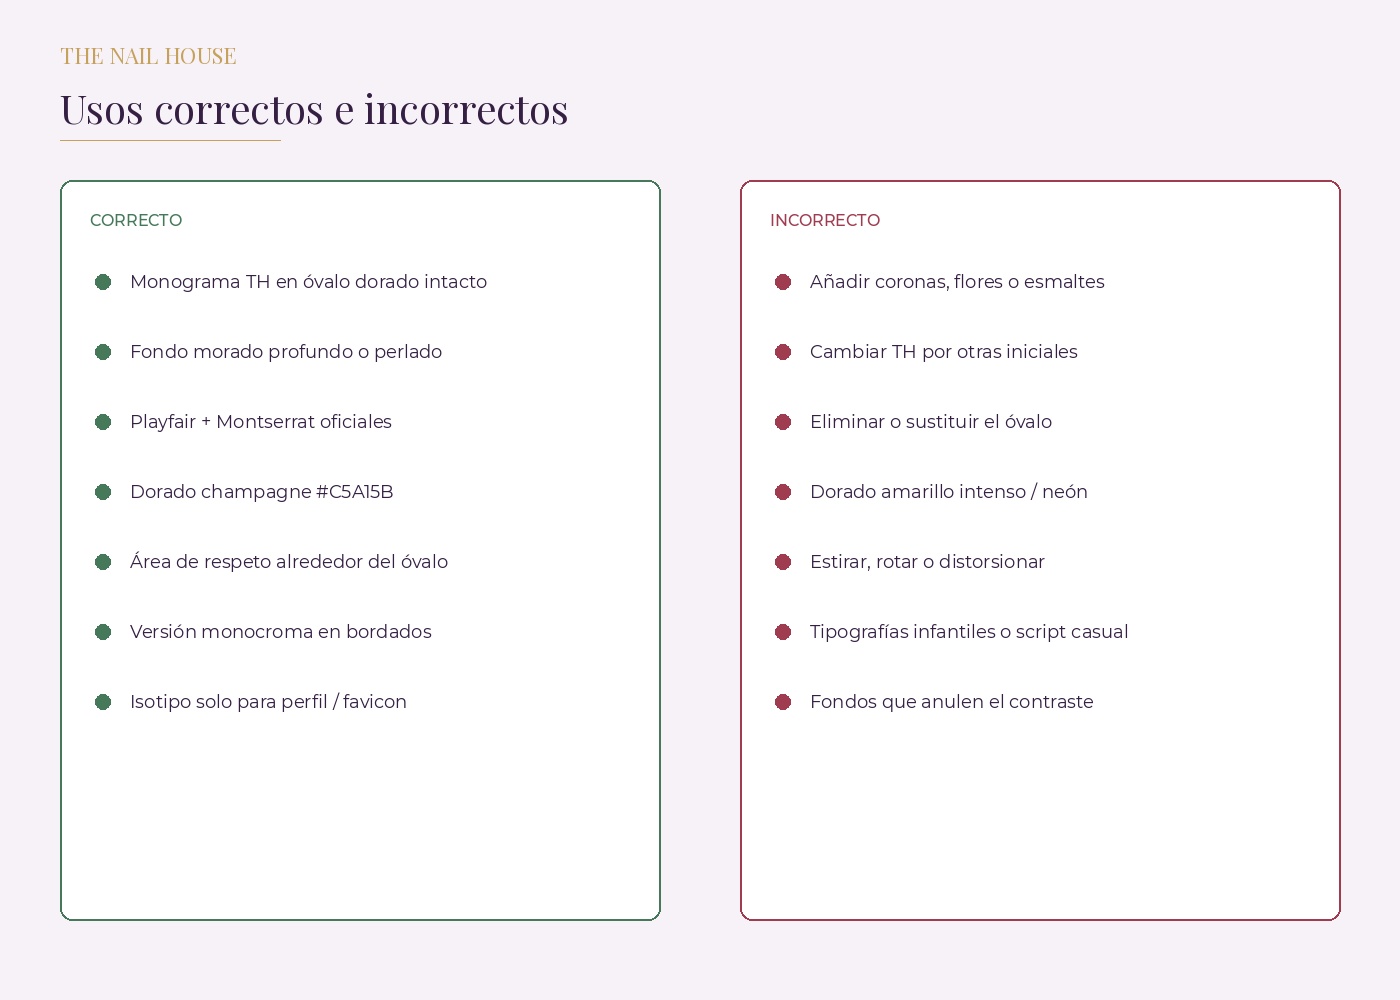 THE NAIL HOUSE
Usos correctos e incorrectos
CORRECTO
Monograma TH en óvalo dorado intacto
Fondo morado profundo o perlado
Playfair + Montserrat oficiales
Dorado champagne #C5A15B
Área de respeto alrededor del óvalo
Versión monocroma en bordados
Isotipo solo para perfil / favicon
INCORRECTO
Añadir coronas, flores o esmaltes
Cambiar TH por otras iniciales
Eliminar o sustituir el óvalo
Dorado amarillo intenso / neón
Estirar, rotar o distorsionar
Tipografías infantiles o script casual
Fondos que anulen el contraste